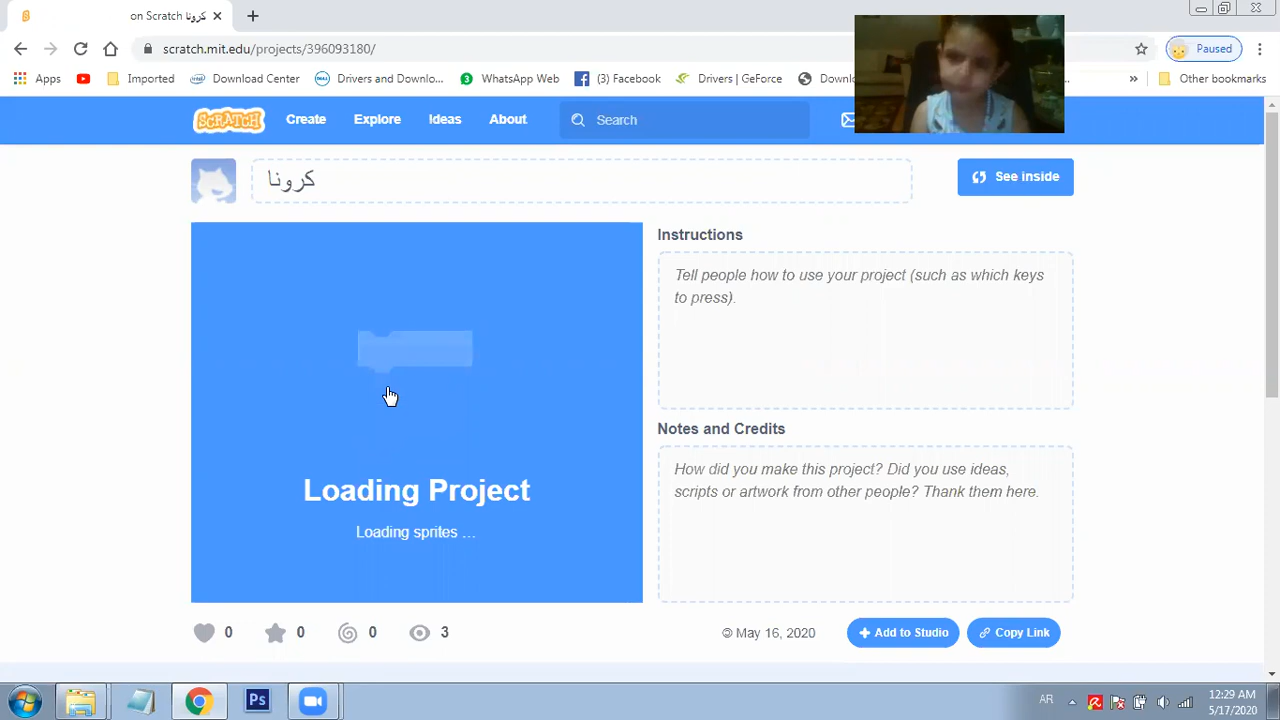 كرونا on Scratch
scratch.mit.edu/projects/396093180/
Paused
Apps
Imported
Download Center
Drivers and Downlo...
WhatsApp Web
(3) Facebook
Drivers | GeForce
Other bookmarks
SCRATCH
Create
Explore
Ideas
About
Search
كرونا
See inside
Instructions
Tell people how to use your project (such as which keys
to press).
Loading Project
Loading sprites ...
Notes and Credits
How did you make this project? Did you use ideas,
scripts or artwork from other people? Thank them here.
0
0
0
3
© May 16, 2020
Add to Studio
Copy Link
Ps
AR
12:29 AM
5/17/2020